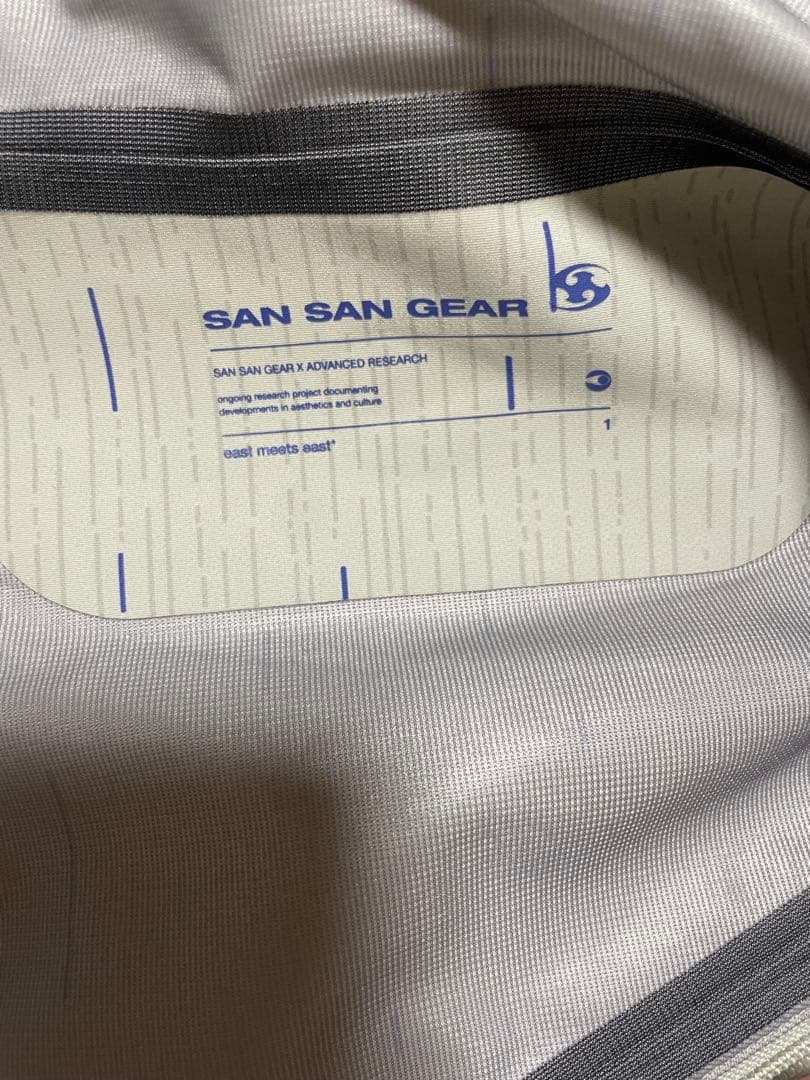 SAN SAN GEAR
SAN SAN GEAR X ADVANCED RESEARCH
ongoing research project documenting
developments in aesthetics and culture
east meets east*
1